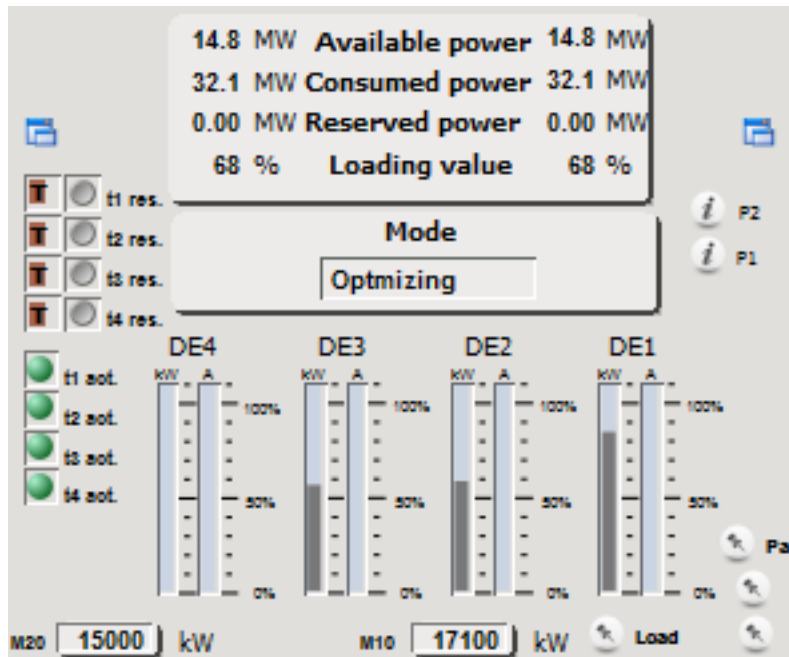 14.8 MW Available power 14.8 MW
32.1 MW Consumed power 32.1 MW
0.00 MW Reserved power 0.00 MW
68 % Loading value 68 %
T t1 res.
T t2 res.
T t3 res.
T t4 res.
i P2
i P1
Mode
Optmizing
t1 aot.
t2 aot.
t3 aot.
t4 aot.
DE4 DE3 DE2 DE1
kW A kW A kW A kW A
100% 100% 100% 100%
50% 50% 50% 50%
0% 0% 0% 0%
Pa
M20 15000 kW M10 17100 kW Load